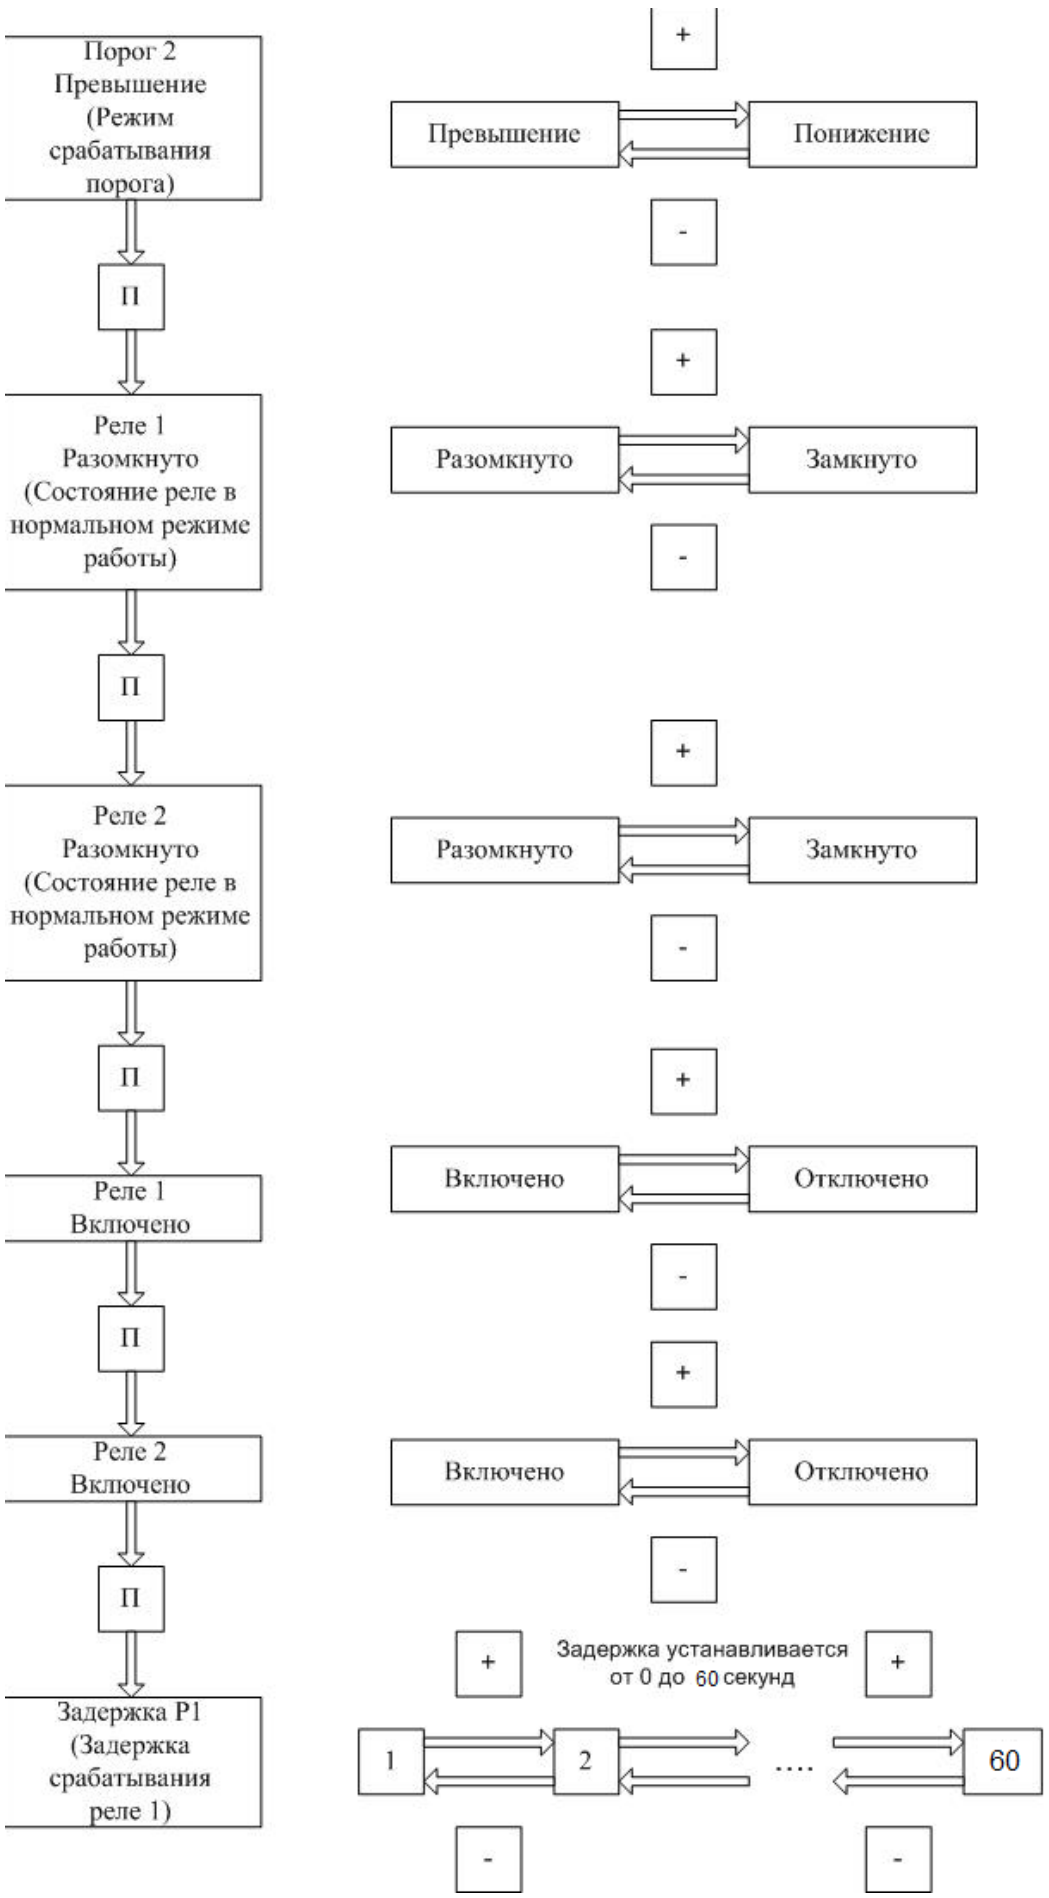 +
Порог 2
Превышение
(Режим
срабатывания
порога)
Превышение
Понижение
-
П
+
Реле 1
Разомкнуто
(Состояние реле в
нормальном режиме
работы)
Разомкнуто
Замкнуто
-
П
+
Реле 2
Разомкнуто
(Состояние реле в
нормальном режиме
работы)
Разомкнуто
Замкнуто
-
П
+
Реле 1
Включено
Включено
Отключено
-
П
+
Реле 2
Включено
Включено
Отключено
-
П
+
Задержка устанавливается
от 0 до 60 секунд
+
Задержка Р1
(Задержка
срабатывания
реле 1)
1
2
....
60
-
-